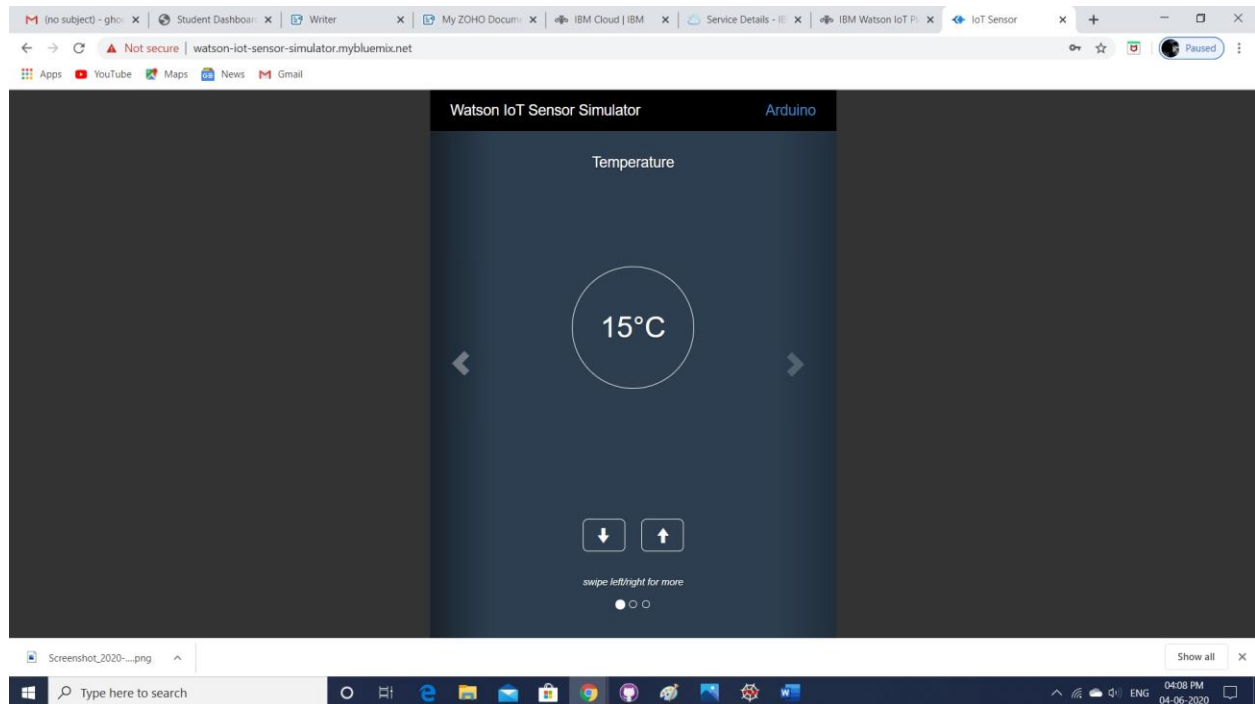 (no subject) - gho
Student Dashboar
Writer
My ZOHO Docum
IBM Cloud | IBM
Service Details - IE
IBM Watson IoT Pl
IoT Sensor
Not secure | watson-iot-sensor-simulator.mybluemix.net
Paused
Apps YouTube Maps News Gmail
Watson IoT Sensor Simulator Arduino
Temperature
15°C
swipe left/right for more
Screenshot_2020-....png
Show all
Type here to search
ENG
04:08 PM
04-06-2020